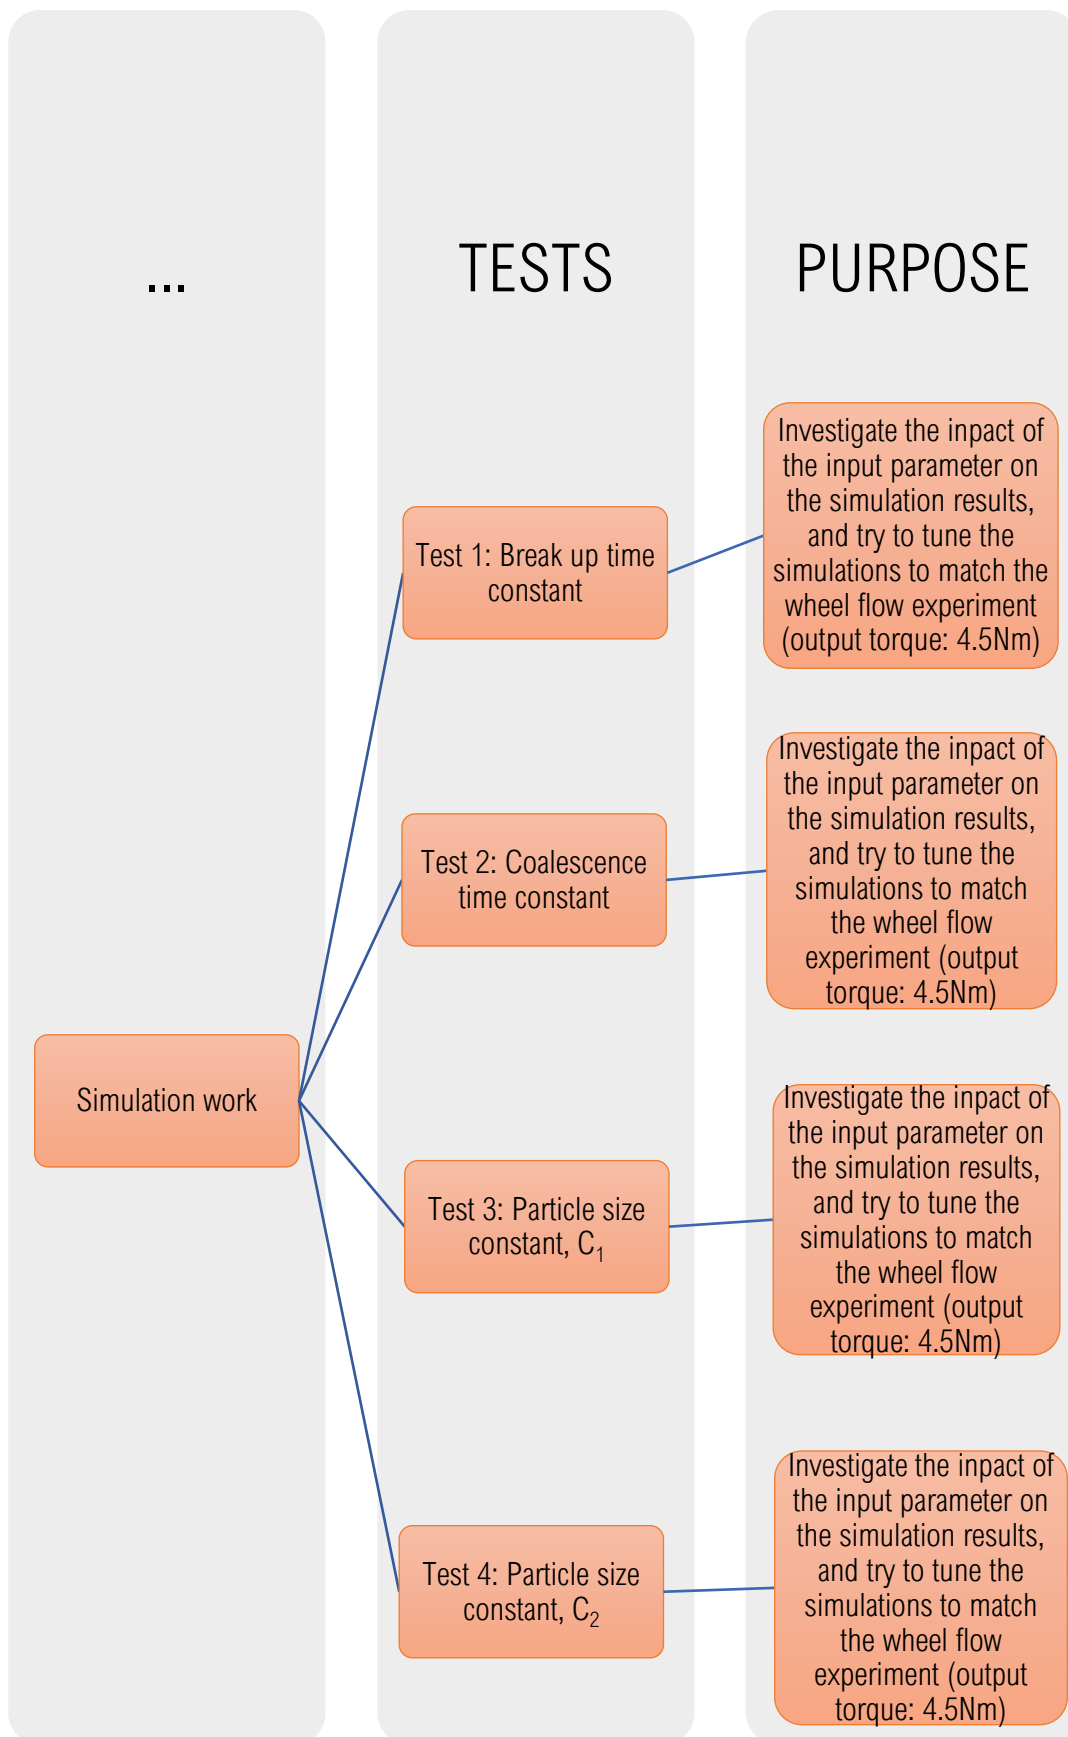 ...
TESTS
PURPOSE
Investigate the inpact of
the input parameter on
the simulation results,
and try to tune the
simulations to match the
wheel flow experiment
(output torque: 4.5Nm)
Test 1: Break up time
constant
Investigate the inpact of
the input parameter on
the simulation results,
and try to tune the
simulations to match
the wheel flow
experiment (output
torque: 4.5Nm)
Test 2: Coalescence
time constant
Simulation work
Investigate the inpact of
the input parameter on
the simulation results,
and try to tune the
simulations to match
the wheel flow
experiment (output
torque: 4.5Nm)
Test 3: Particle size
constant, C₁
Investigate the inpact of
the input parameter on
the simulation results,
and try to tune the
simulations to match
the wheel flow
experiment (output
torque: 4.5Nm)
Test 4: Particle size
constant, C₂